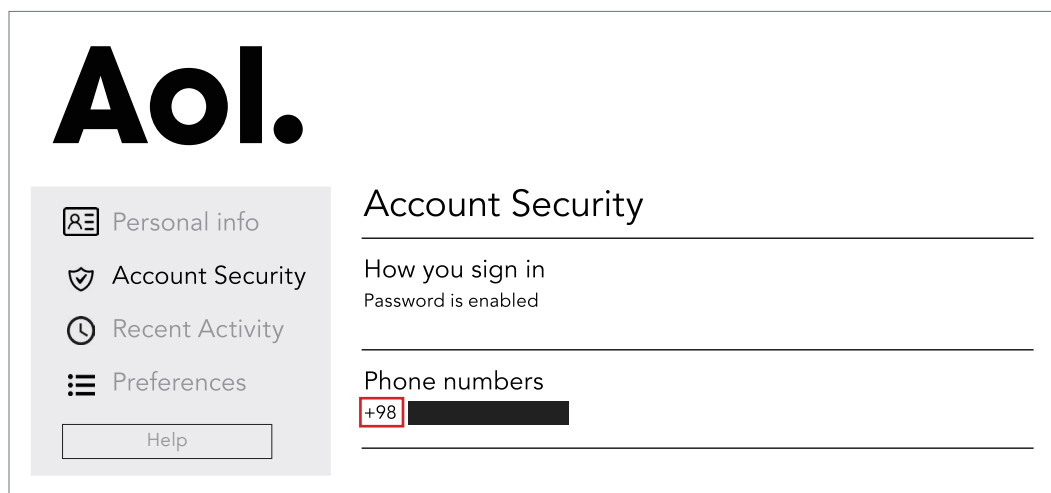 Aol.
Personal info
Account Security
Recent Activity
Preferences
Help
Account Security
How you sign in
Password is enabled
Phone numbers
+98